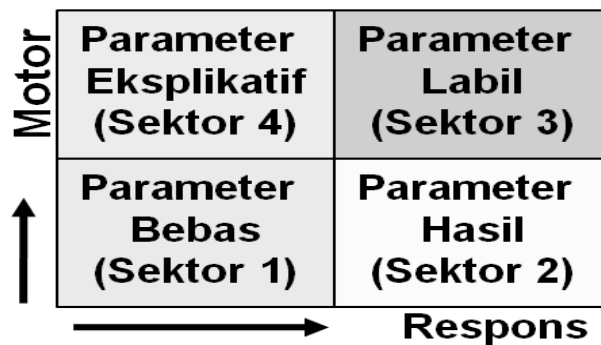 Motor
Parameter
Eksplikatif
(Sektor 4)
Parameter
Labil
(Sektor 3)
Parameter
Bebas
(Sektor 1)
Parameter
Hasil
(Sektor 2)
Respons